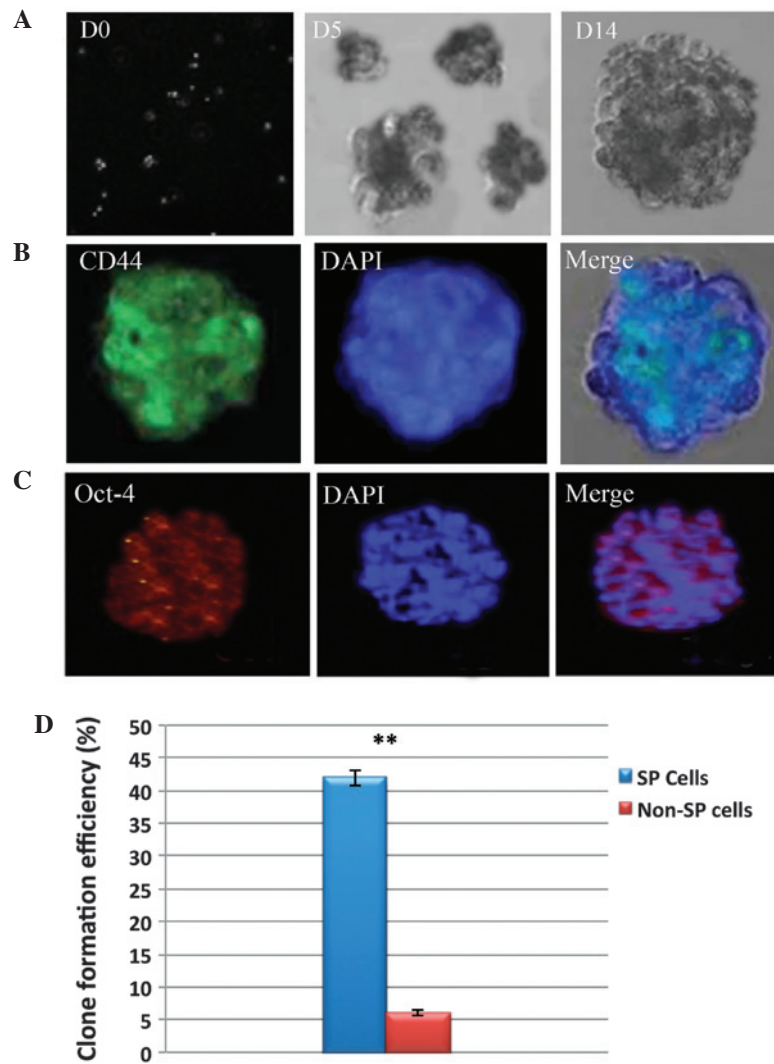 A
D0
D5
D14
B
CD44
DAPI
Merge
C
Oct-4
DAPI
Merge
D
Clone formation efficiency (%)
50
45
40
35
30
25
20
15
10
5
0
**
SP Cells
Non-SP cells